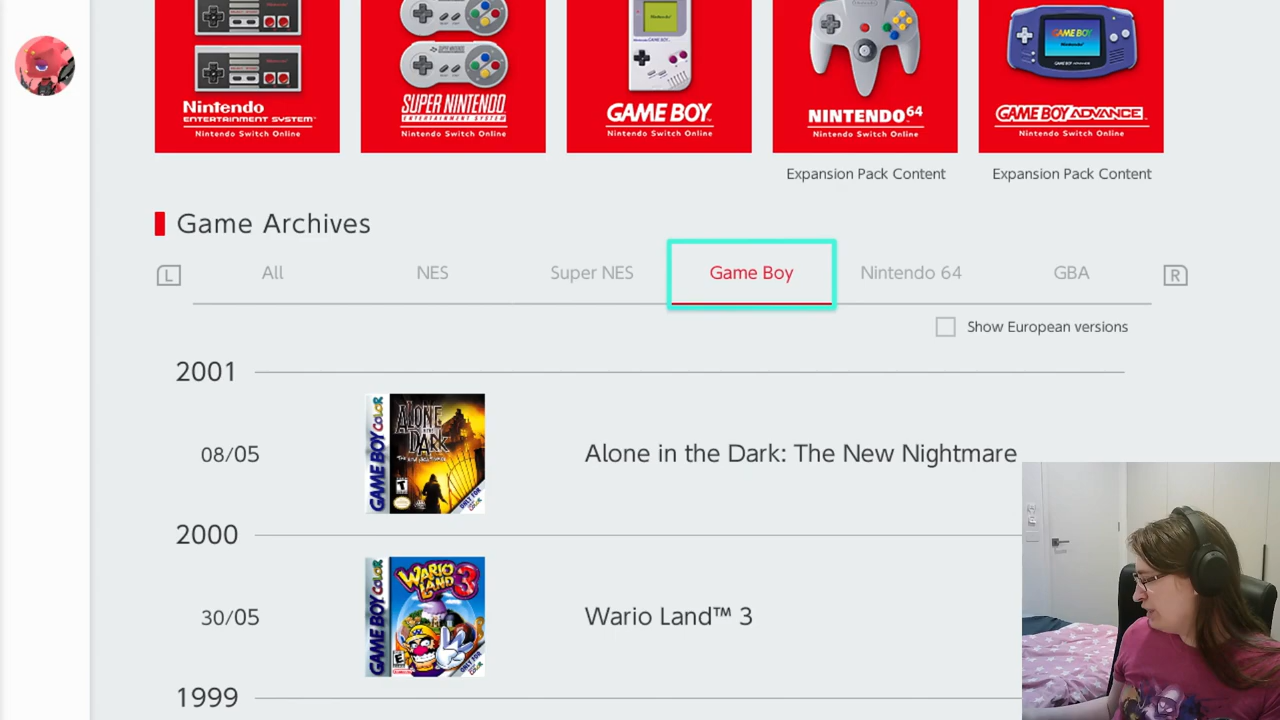 Nintendo
ENTERTAINMENT SYSTEM™
Nintendo Switch Online
SUPER NINTENDO
ENTERTAINMENT SYSTEM
Nintendo Switch Online
GAME BOY
Nintendo Switch Online
NINTENDO64
Nintendo Switch Online
GAME BOY
GAME BOY ADVANCE
Nintendo Switch Online
Expansion Pack Content
Expansion Pack Content
Game Archives
L
All
NES
Super NES
Game Boy
Nintendo 64
GBA
R
Show European versions
2001
08/05
GAME BOY COLOR
ALONE
IN THE
DARK
Alone in the Dark: The New Nightmare
2000
30/05
GAME BOY COLOR
WARIO
LAND 3
Wario Land™ 3
1999